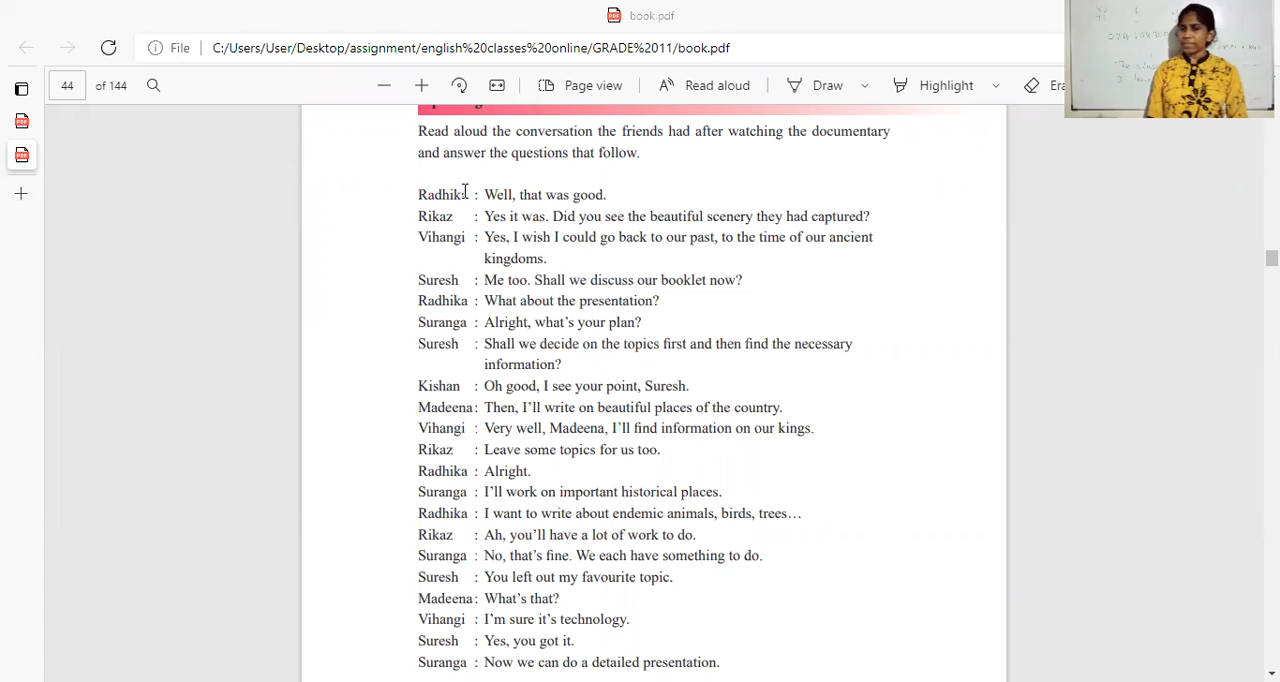 book.pdf
File C:/Users/User/Desktop/assignment/english%20classes%20online/GRADE%2011/book.pdf
44 of 144 Page view Read aloud Draw Highlight
Read aloud the conversation the friends had after watching the documentary
and answer the questions that follow.
Radhika : Well, that was good.
Rikaz : Yes it was. Did you see the beautiful scenery they had captured?
Vihangi : Yes, I wish I could go back to our past, to the time of our ancient
kingdoms.
Suresh : Me too. Shall we discuss our booklet now?
Radhika : What about the presentation?
Suranga : Alright, what's your plan?
Suresh : Shall we decide on the topics first and then find the necessary
information?
Kishan : Oh good, I see your point, Suresh.
Madeena : Then, I'll write on beautiful places of the country.
Vihangi : Very well, Madeena, I'll find information on our kings.
Rikaz : Leave some topics for us too.
Radhika : Alright.
Suranga : I'll work on important historical places.
Radhika : I want to write about endemic animals, birds, trees…
Rikaz : Ah, you'll have a lot of work to do.
Suranga : No, that's fine. We each have something to do.
Suresh : You left out my favourite topic.
Madeena : What's that?
Vihangi : I'm sure it's technology.
Suresh : Yes, you got it.
Suranga : Now we can do a detailed presentation.